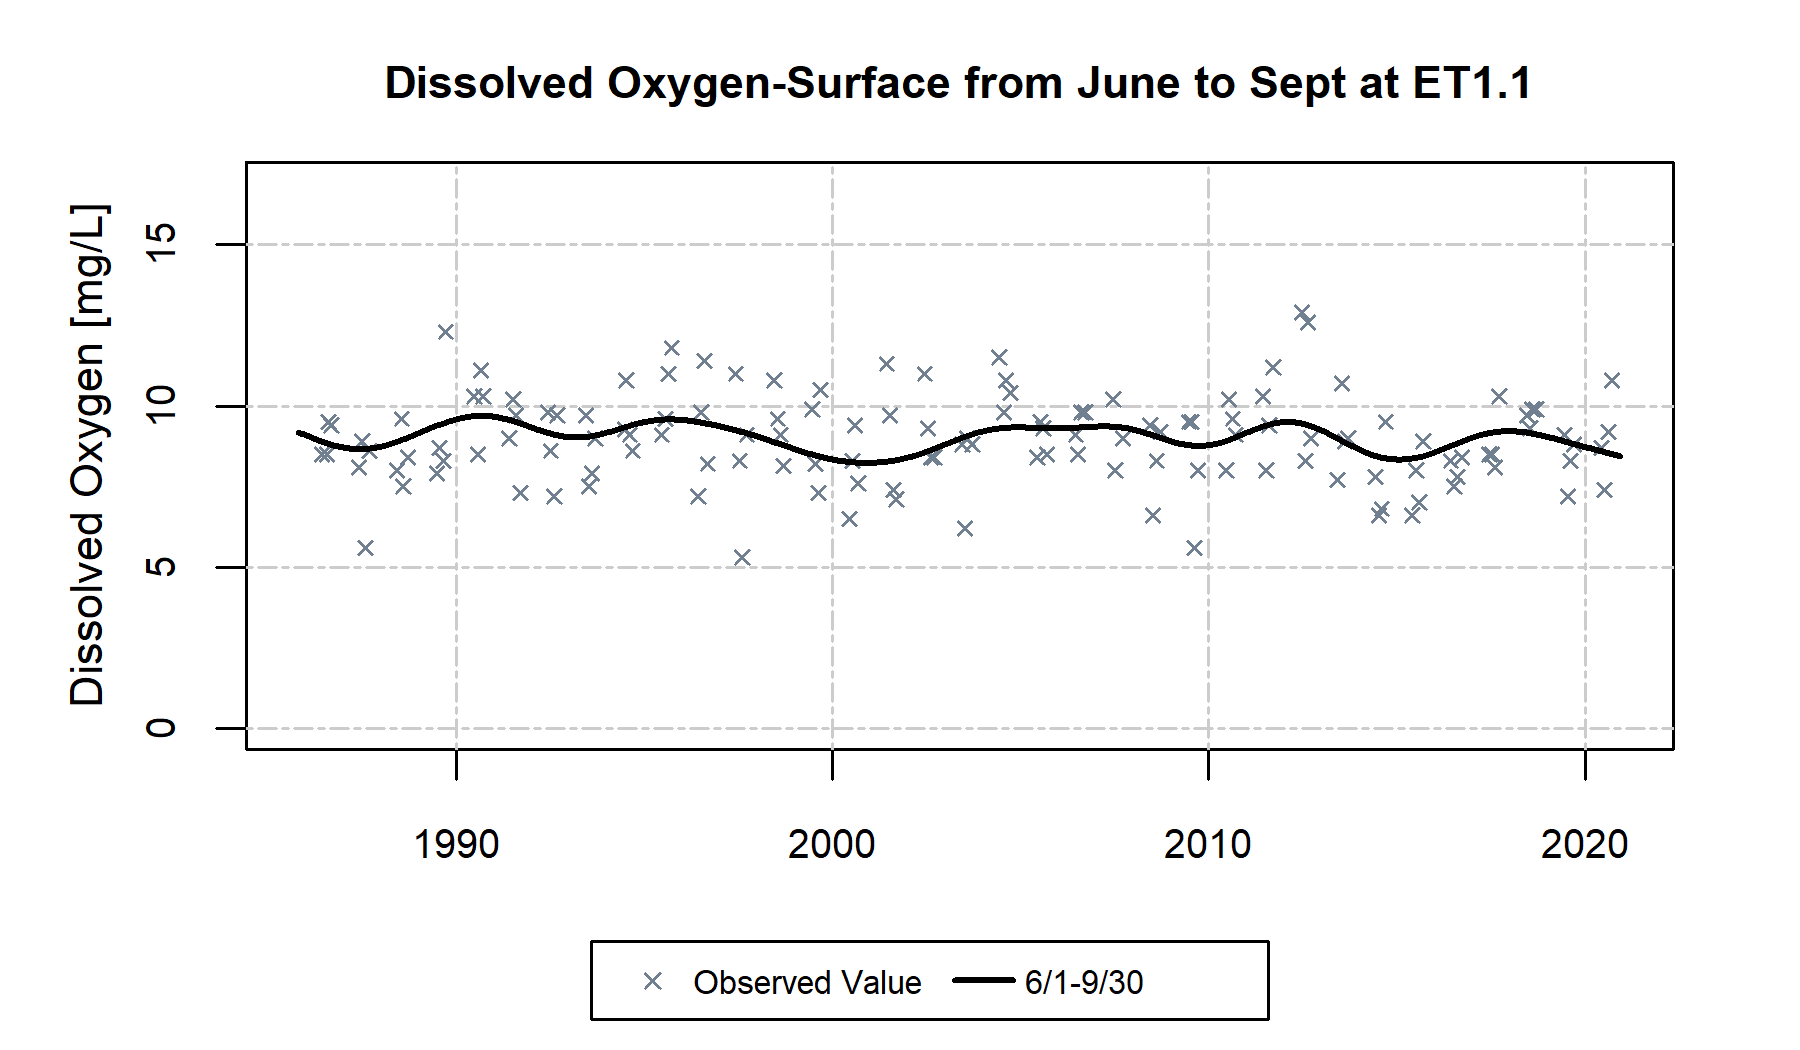 Dissolved Oxygen-Surface from June to Sept at ET1.1
Dissolved Oxygen [mg/L]
15
10
5
0
1990 2000 2010 2020
Observed Value 6/1-9/30